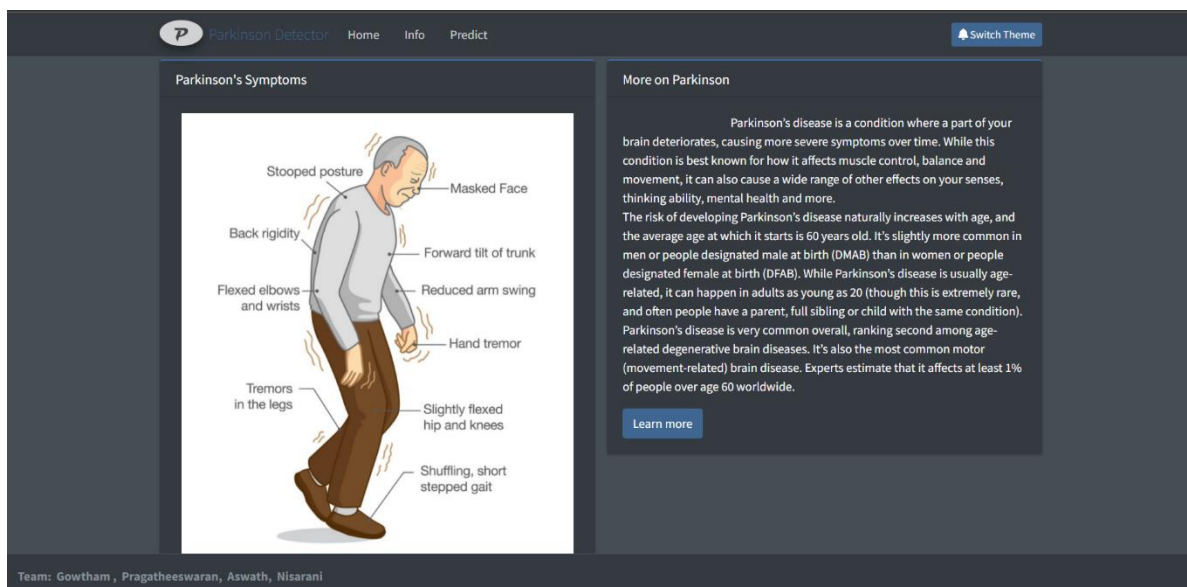 P Parkinson Detector Home Info Predict Switch Theme
Parkinson's Symptoms
Stooped posture
Masked Face
Back rigidity
Forward tilt of trunk
Flexed elbows
and wrists
Reduced arm swing
Hand tremor
Tremors
in the legs
Slightly flexed
hip and knees
Shuffling, short
stepped gait
More on Parkinson
Parkinson's disease is a condition where a part of your
brain deteriorates, causing more severe symptoms over time. While this
condition is best known for how it affects muscle control, balance and
movement, it can also cause a wide range of other effects on your senses,
thinking ability, mental health and more.
The risk of developing Parkinson's disease naturally increases with age, and
the average age at which it starts is 60 years old. It's slightly more common in
men or people designated male at birth (DMAB) than in women or people
designated female at birth (DFAB). While Parkinson's disease is usually age-
related, it can happen in adults as young as 20 (though this is extremely rare,
and often people have a parent, full sibling or child with the same condition).
Parkinson's disease is very common overall, ranking second among age-
related degenerative brain diseases. It's also the most common motor
(movement-related) brain disease. Experts estimate that it affects at least 1%
of people over age 60 worldwide.
Learn more
Team: Gowtham , Pragatheeswaran, Aswath, Nisarani